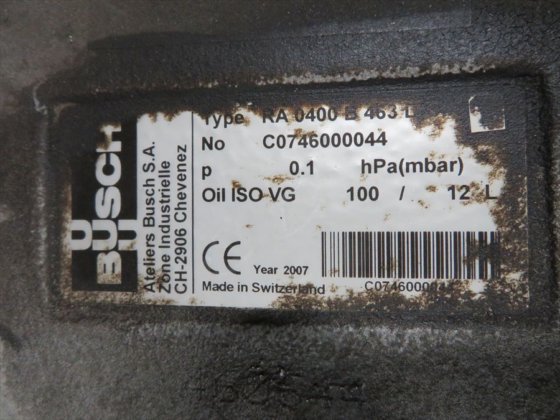 BUSCH
Ateliers Busch S.A.
Zone Industrielle
CH-2906 Chevenez
Type RA 0400 B 463 L
No C0746000044
p 0.1 hPa(mbar)
Oil ISO VG 100 / 12 L
CE Year 2007
Made in Switzerland
C0746000044